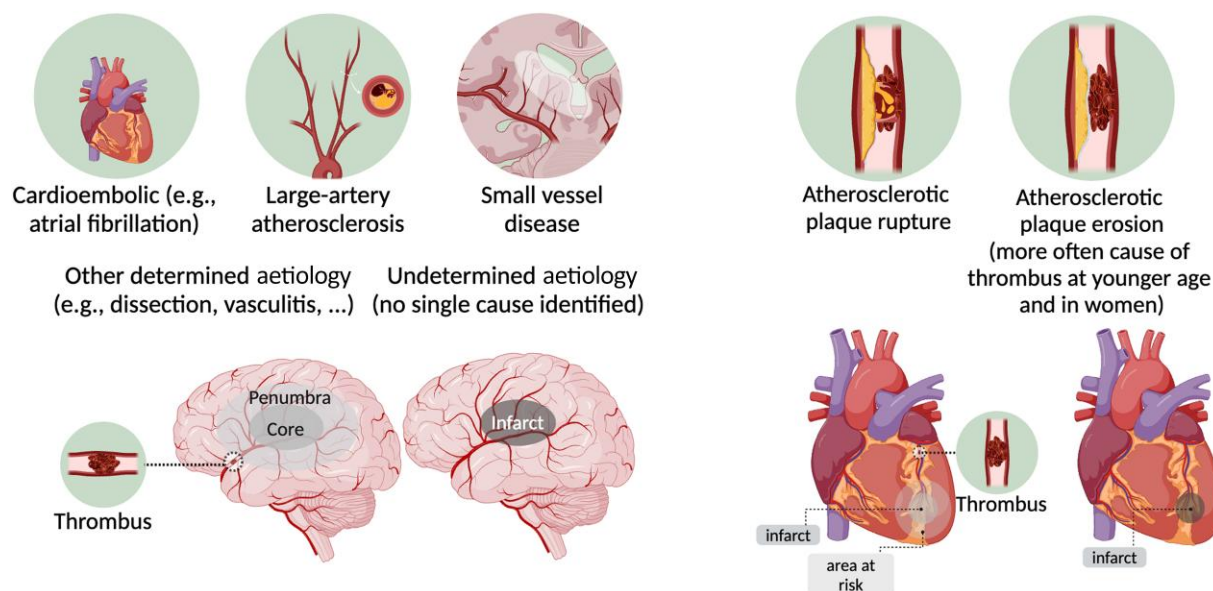 Cardioembolic (e.g.,
atrial fibrillation)
Large-artery
atherosclerosis
Small vessel
disease
Other determined aetiology
(e.g., dissection, vasculitis, ...)
Undetermined aetiology
(no single cause identified)
Penumbra
Core
Thrombus
Infarct
Atherosclerotic
plaque rupture
Atherosclerotic
plaque erosion
(more often cause of
thrombus at younger age
and in women)
Thrombus
infarct
area at
risk
infarct